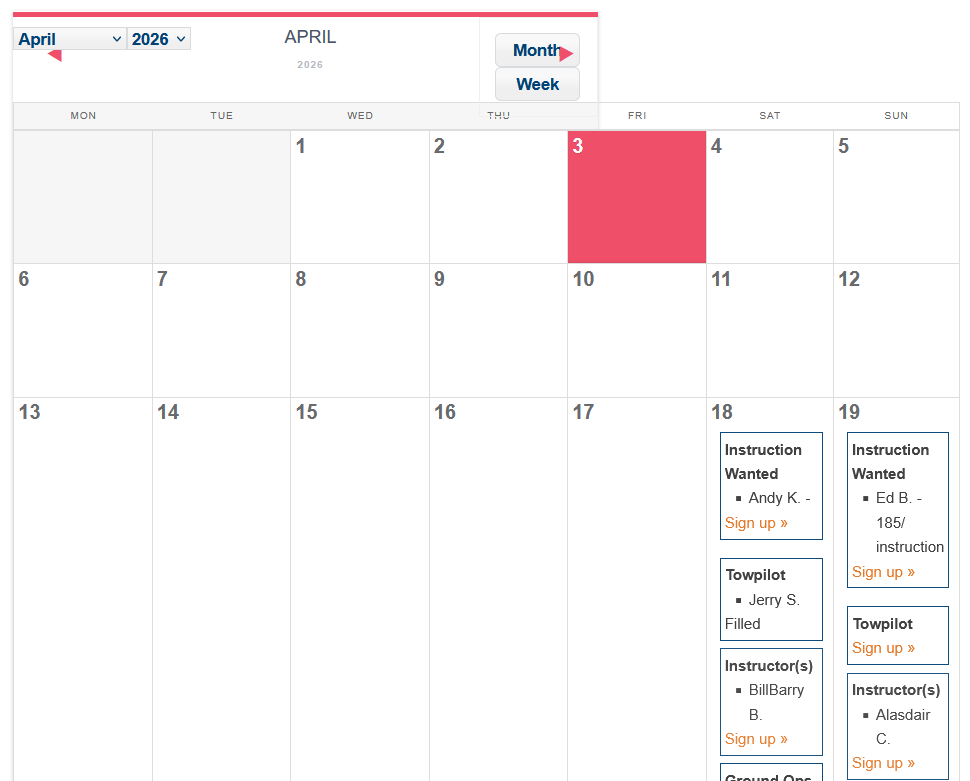 April 2026
APRIL
2026
Month
Week
MON TUE WED THU FRI SAT SUN
1 2 3 4 5
6 7 8 9 10 11 12
13 14 15 16 17 18 19
Instruction
Wanted
▪ Andy K. -
Sign up »
Towpilot
▪ Jerry S.
Filled
Instructor(s)
▪ BillBarry
B.
Sign up »
Ground Ops
Instruction
Wanted
▪ Ed B. -
185/
instruction
Sign up »
Towpilot
Sign up »
Instructor(s)
▪ Alasdair
C.
Sign up »